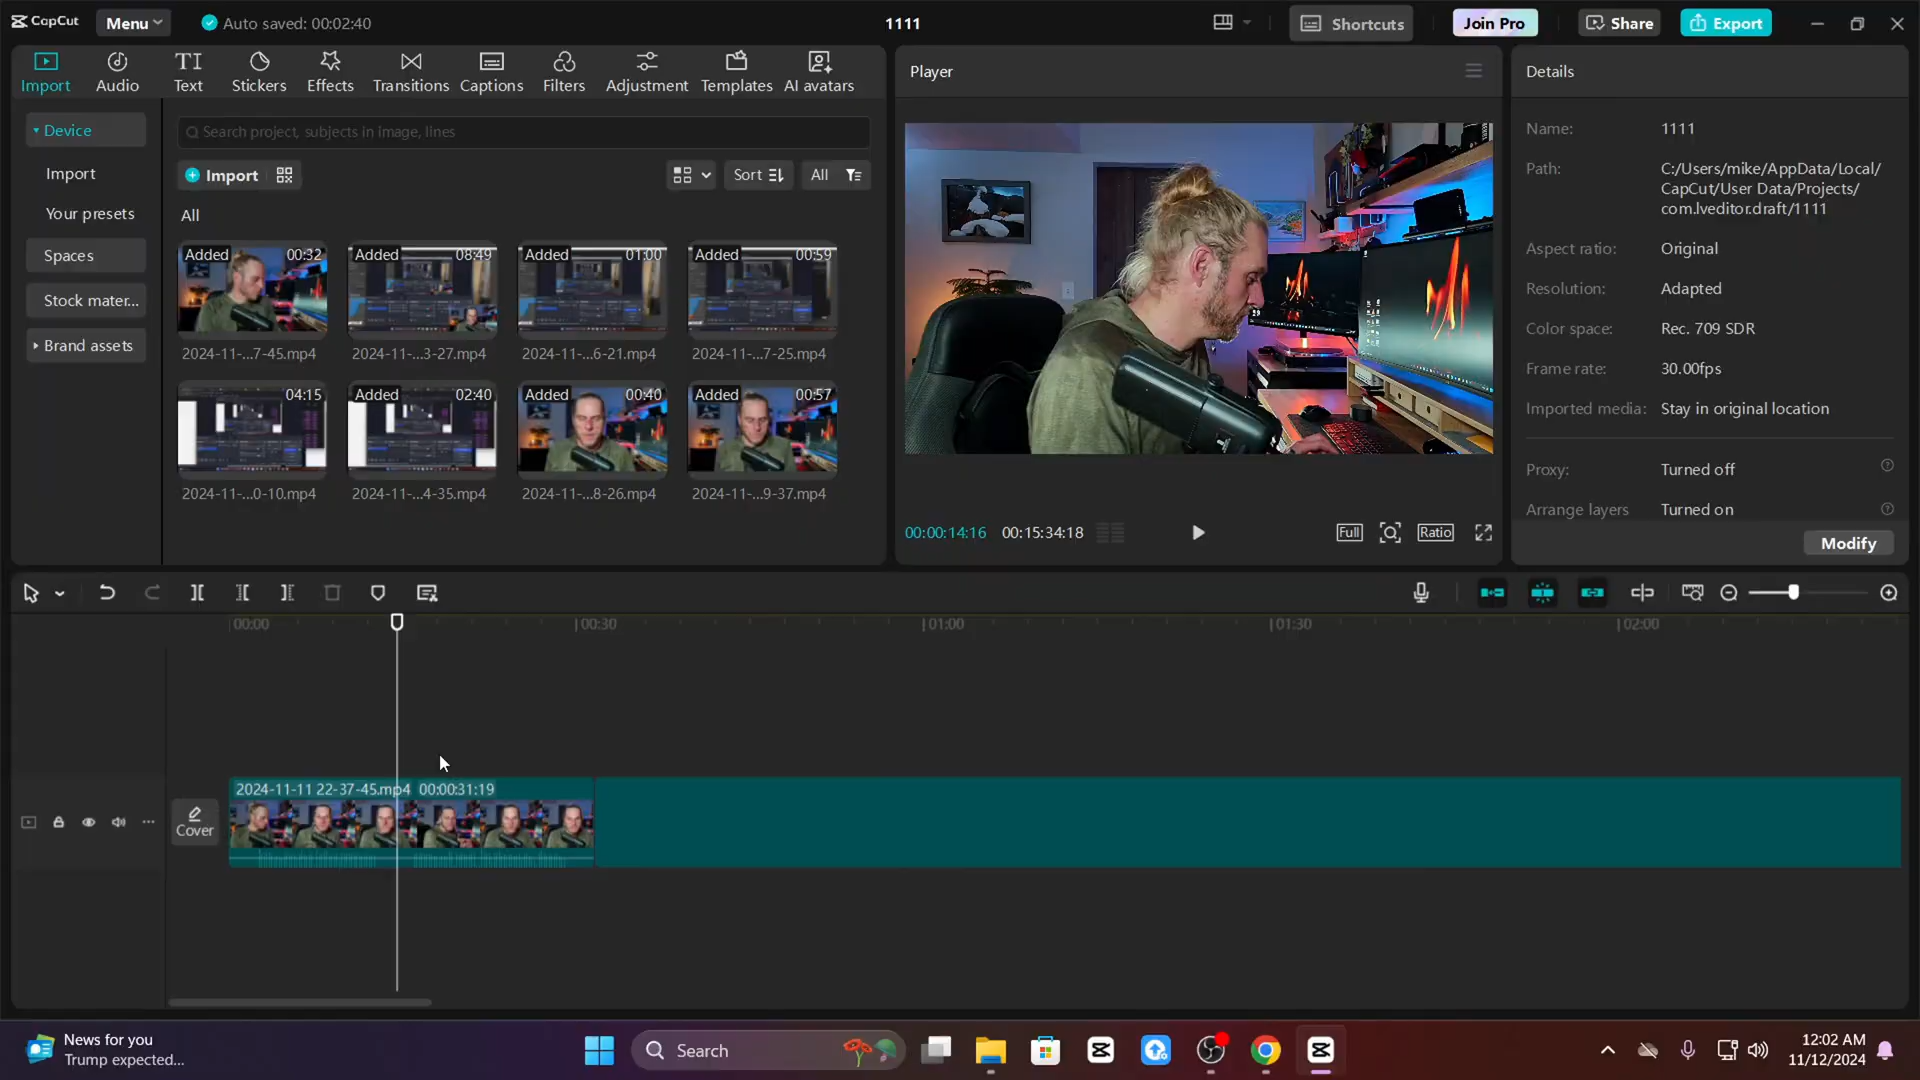 CapCut
Menu
Auto saved: 00:02:40
1111
Shortcuts
Join Pro
Share
Export
Import
Audio
TI
Text
Stickers
Effects
Transitions
Captions
Filters
Adjustment
Templates
AI avatars
Device
Import
Your presets
Spaces
Stock mater...
Brand assets
Search project, subjects in image, lines
Import
Sort
All
All
Added 00:32
Added 08:49
Added 01:00
Added 00:59
2024-11-...7-45.mp4
2024-11-...3-27.mp4
2024-11-...6-21.mp4
2024-11-...7-25.mp4
04:15
Added 02:40
Added 00:40
Added 00:57
2024-11-...0-10.mp4
2024-11-...4-35.mp4
2024-11-...8-26.mp4
2024-11-...9-37.mp4
Player
00:00:14:16 00:15:34:18
Full
Ratio
Details
Name: 1111
Path: C:/Users/mike/AppData/Local/
CapCut/User Data/Projects/
com.lveditor.draft/1111
Aspect ratio: Original
Resolution: Adapted
Color space: Rec. 709 SDR
Frame rate: 30.00fps
Imported media: Stay in original location
Proxy: Turned off
Arrange layers Turned on
Modify
00:00
00:30
01:00
01:30
02:00
2024-11-11 22-37-45.mp4 00:00:31:19
Cover
News for you
Trump expected...
Search
12:02 AM
11/12/2024